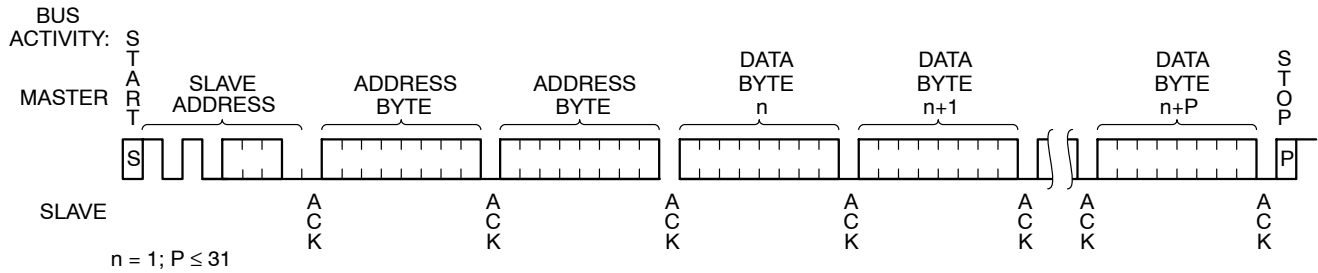 BUS
ACTIVITY:
START
MASTER
SLAVE
ADDRESS
ADDRESS
BYTE
ADDRESS
BYTE
DATA
BYTE
n
DATA
BYTE
n+1
DATA
BYTE
n+P
STOP
S
P
SLAVE
ACK
ACK
ACK
ACK
ACK
ACK
ACK
n = 1; P ≤ 31